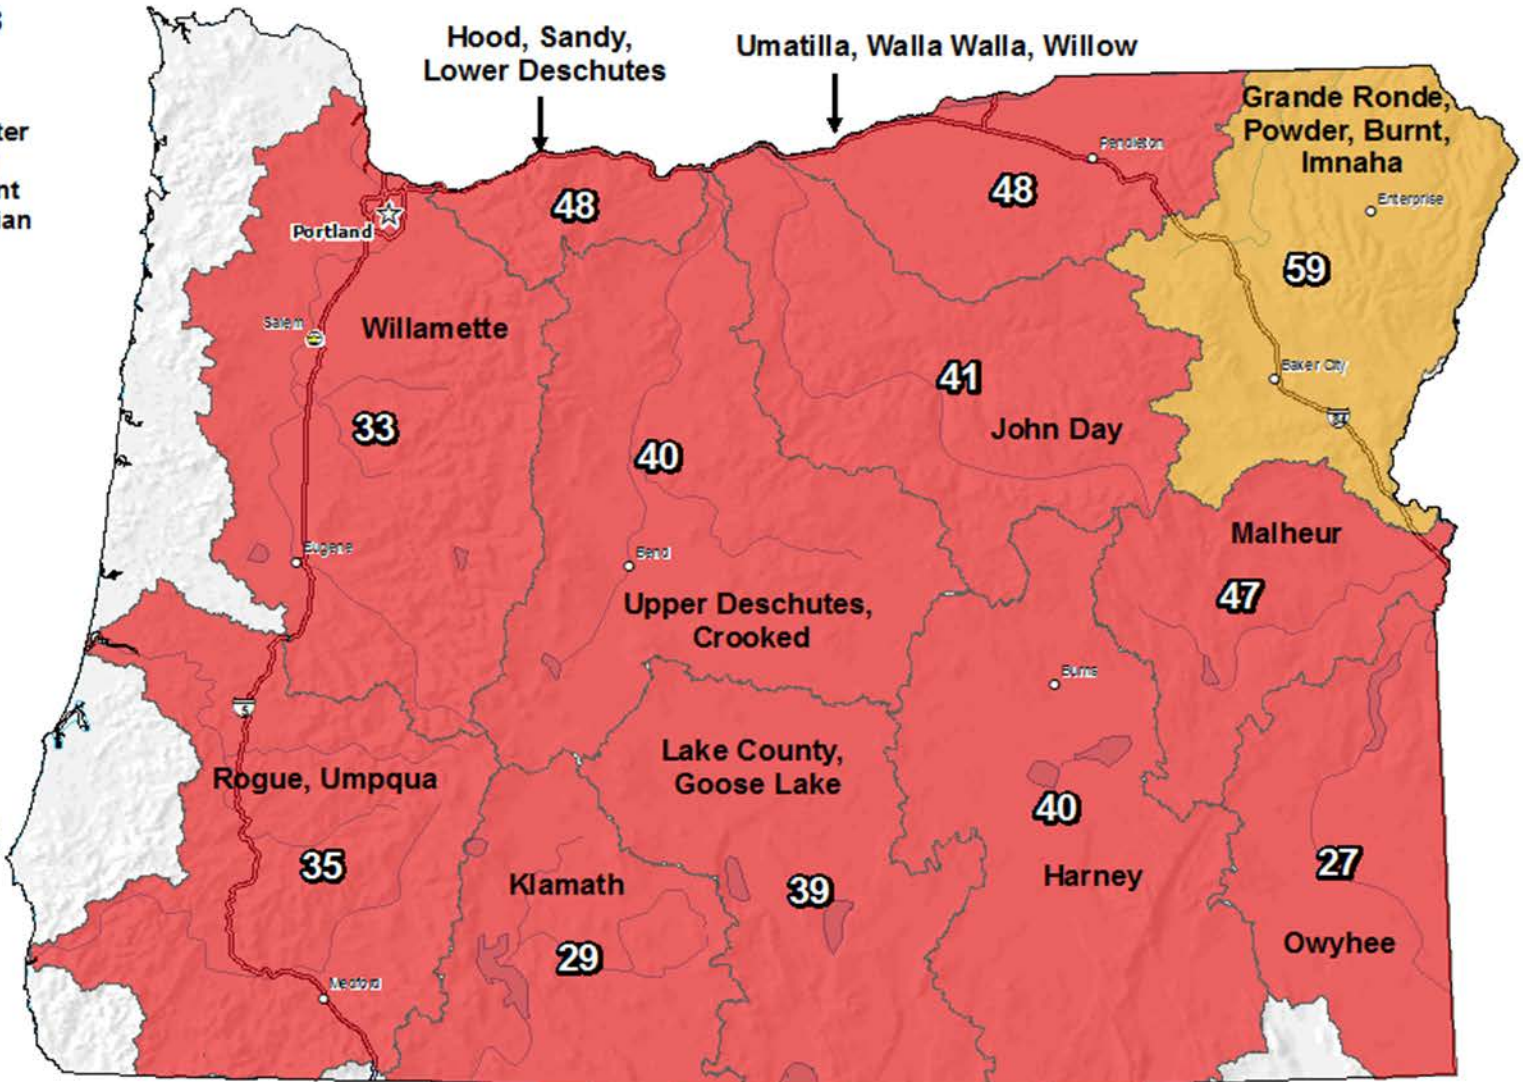 Hood, Sandy,
Lower Deschutes
Umatilla, Walla Walla, Willow
Grande Ronde,
Powder, Burnt,
Imnaha
Pendleton
Enterprise
48
48
Portland
59
Salem
Willamette
Baker City
41
84
33
John Day
40
Malheur
Eugene
Bend
47
Upper Deschutes,
Crooked
Burns
5
Lake County,
Goose Lake
Rogue, Umpqua
40
35
Klamath
39
Harney
27
29
Owyhee
Medford